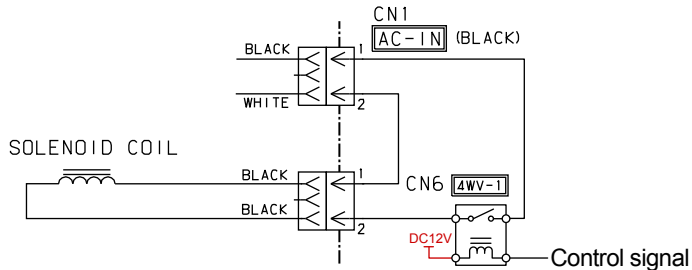 CN1
AC-IN (BLACK)
BLACK 1
WHITE 2
SOLENOID COIL
BLACK 1
CN6 4WV-1
BLACK 2
DC12V
Control signal